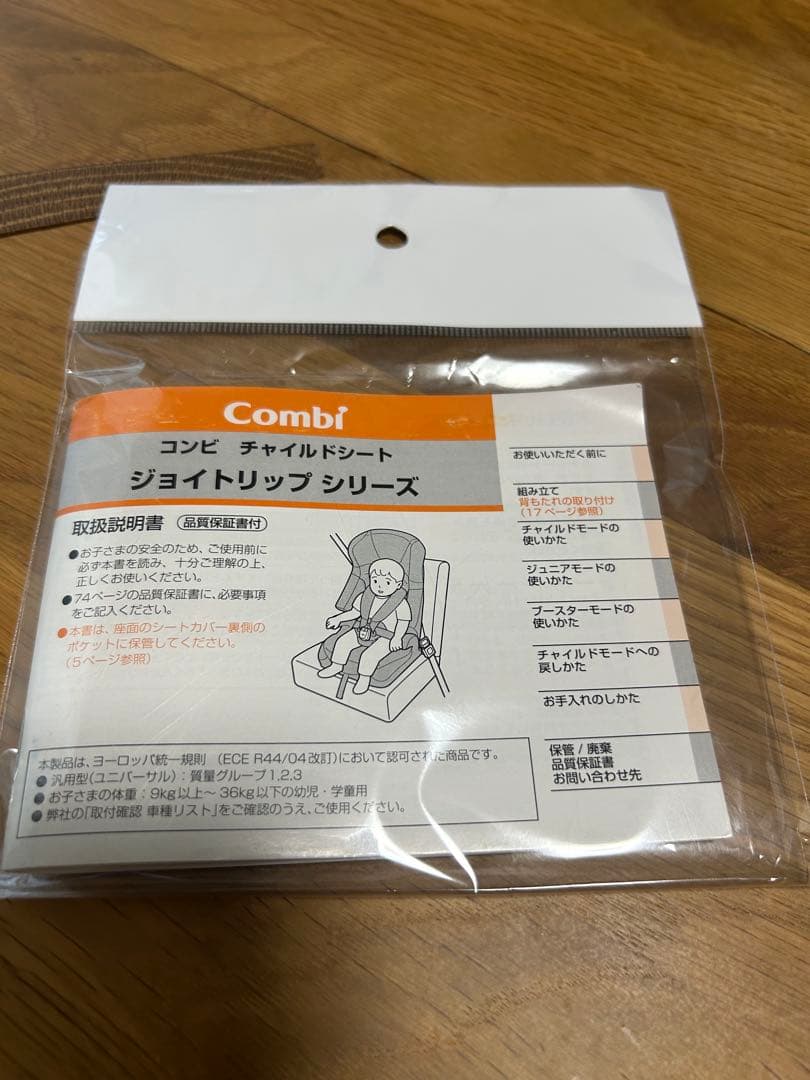 Combi
コンビ チャイルドシート
ジョイトリップ シリーズ
取扱説明書 品質保証書付
●お子さまの安全のため、ご使用前に
必ず本書を読み、十分ご理解の上、
正しくお使いください。
●74ページの品質保証書に、必要事項
をご記入ください。
●本書は、座面のシートカバー裏側の
ポケットに保管してください。
(5ページ参照)
本製品は、ヨーロッパ統一規則 (ECE R44/04改訂)において認可された商品です。
●汎用型(ユニバーサル):質量グループ1,2,3
●お子さまの体重:9kg以上～36kg以下の幼児・学童用
●弊社の「取付確認 車種リスト」をご確認のうえ、ご使用ください。
お使いいただく前に
組み立て
背もたれの取り付け
(17ページ参照)
チャイルドモードの
使いかた
ジュニアモードの
使いかた
ブースターモードの
使いかた
チャイルドモードへの
戻しかた
お手入れのしかた
保管/廃棄
品質保証書
お問い合わせ先